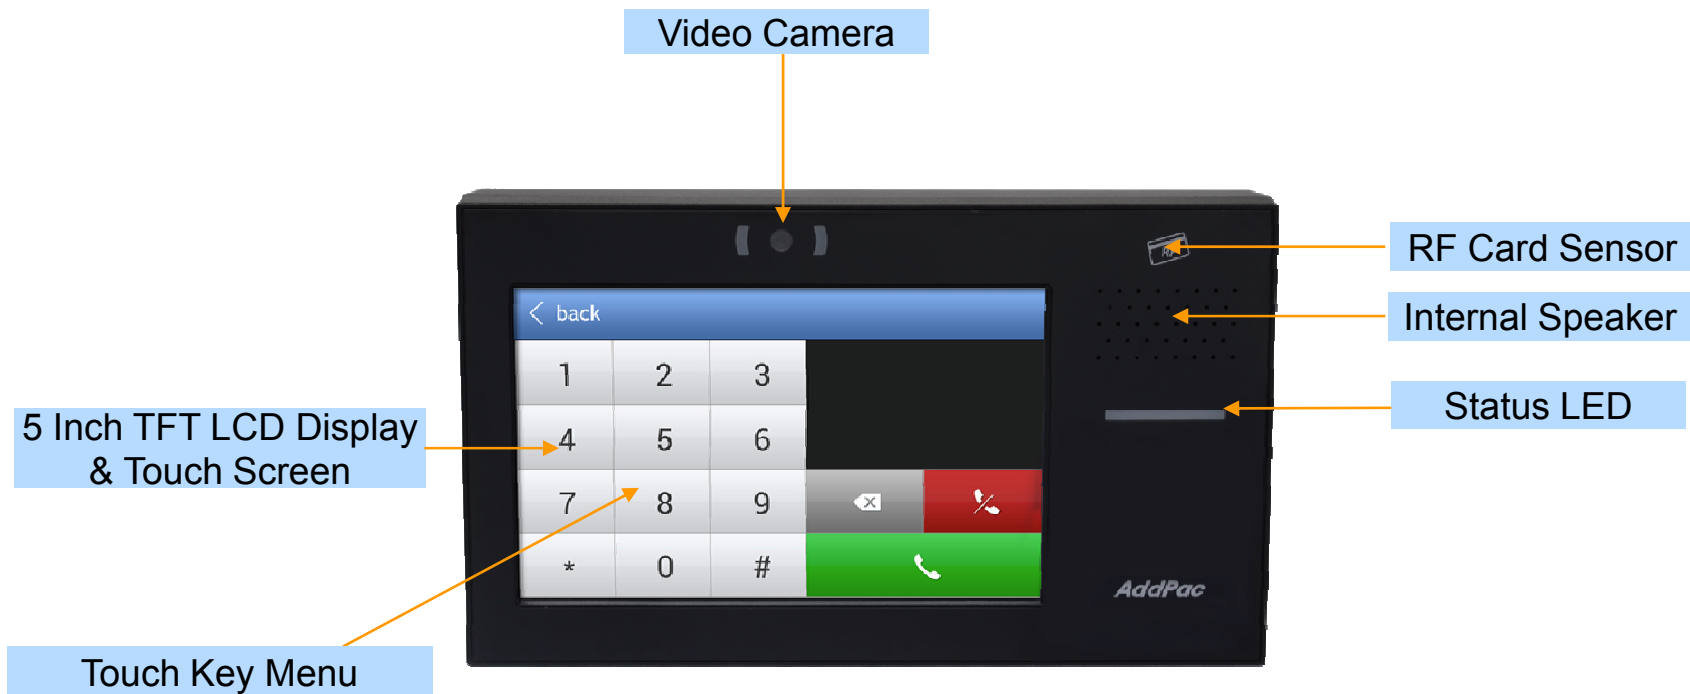 Video Camera
RF Card Sensor
Internal Speaker
Status LED
5 Inch TFT LCD Display
& Touch Screen
Touch Key Menu
back
1 2 3
4 5 6
7 8 9
* 0 #
RF
AddPac